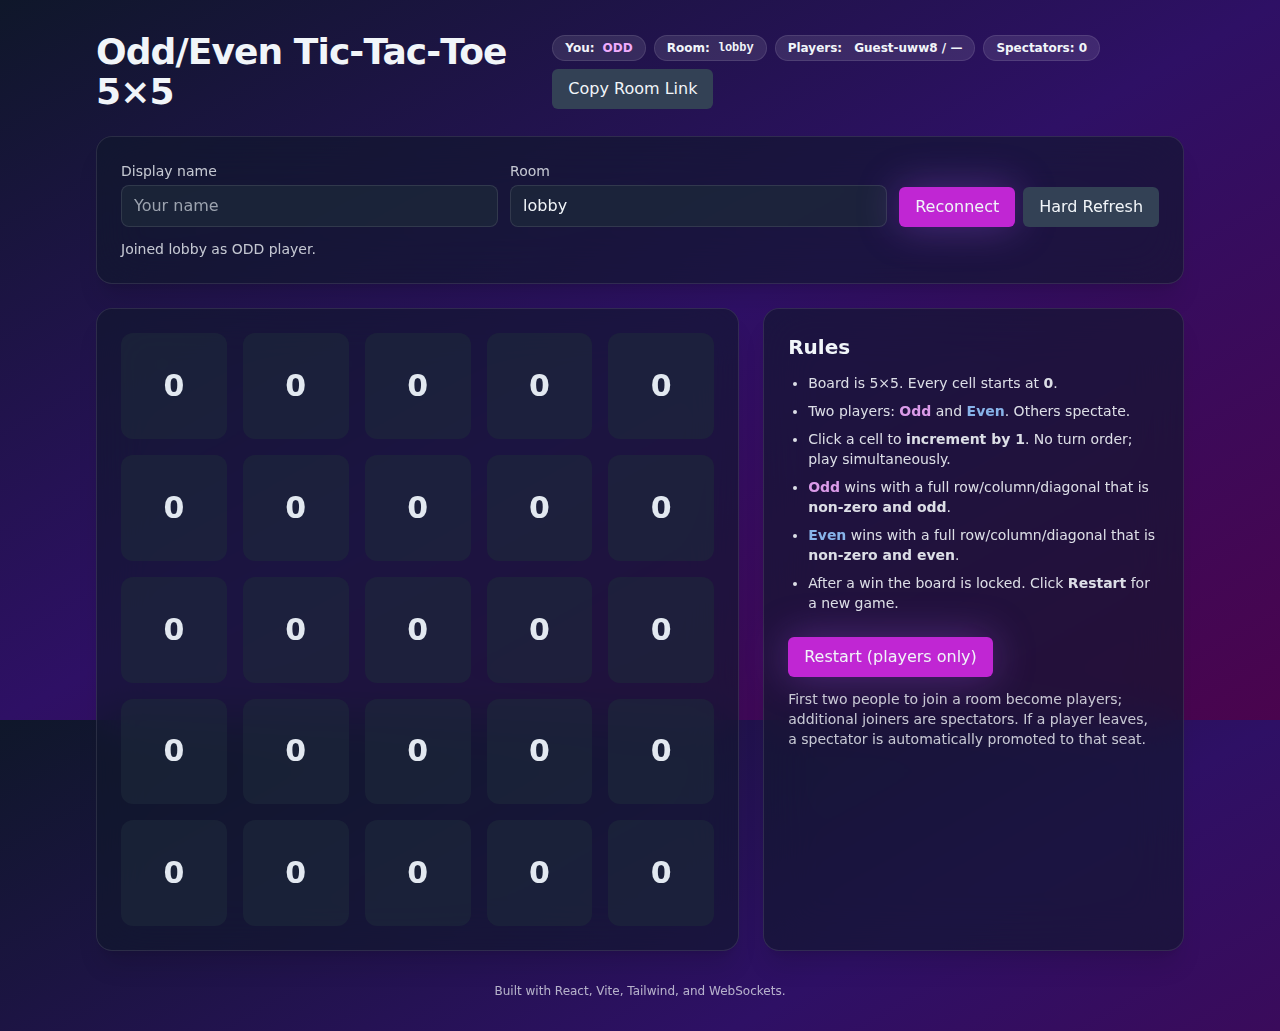 Odd/Even Tic-Tac-Toe
5×5
You: ODD
Room: lobby
Players: Guest-uww8 / —
Spectators: 0
Copy Room Link
Display name
Room
Your name
lobby
Reconnect
Hard Refresh
Joined lobby as ODD player.
0 0 0 0 0
0 0 0 0 0
0 0 0 0 0
0 0 0 0 0
0 0 0 0 0
Rules
• Board is 5×5. Every cell starts at 0.
• Two players: Odd and Even. Others spectate.
• Click a cell to increment by 1. No turn order;
play simultaneously.
• Odd wins with a full row/column/diagonal that is
non-zero and odd.
• Even wins with a full row/column/diagonal that is
non-zero and even.
• After a win the board is locked. Click Restart for
a new game.
Restart (players only)
First two people to join a room become players;
additional joiners are spectators. If a player leaves,
a spectator is automatically promoted to that seat.
Built with React, Vite, Tailwind, and WebSockets.